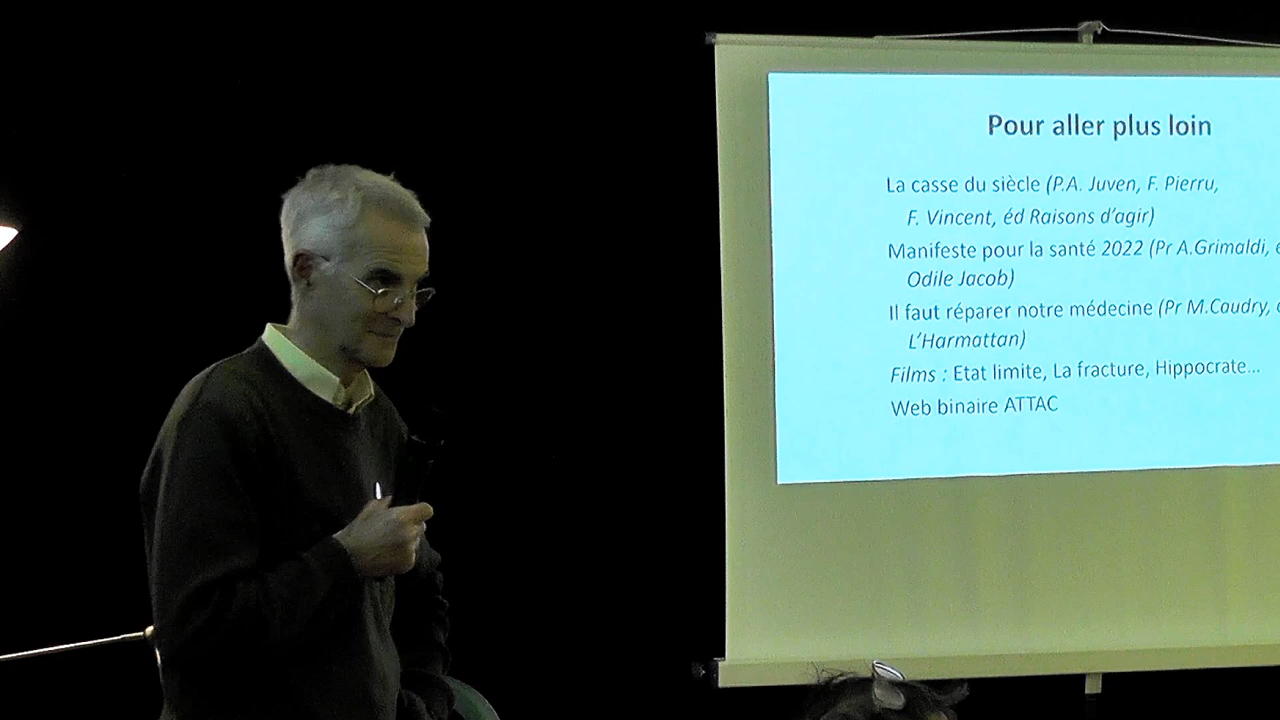 Pour aller plus loin
La casse du siècle (P.A. Juven, F. Pierru,
F. Vincent, éd Raisons d'agir)
Manifeste pour la santé 2022 (Pr A.Grimaldi,
Odile Jacob)
Il faut réparer notre médecine (Pr M.Caudry,
L'Harmattan)
Films : Etat limite, La fracture, Hippocrate...
Web binaire ATTAC